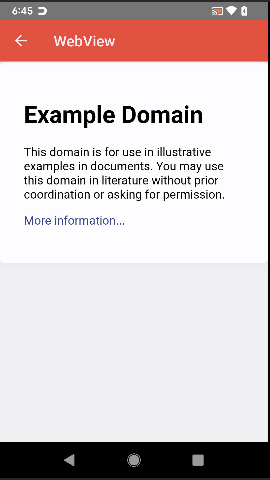 6:45
WebView
Example Domain
This domain is for use in illustrative
examples in documents. You may use
this domain in literature without prior
coordination or asking for permission.
More information...